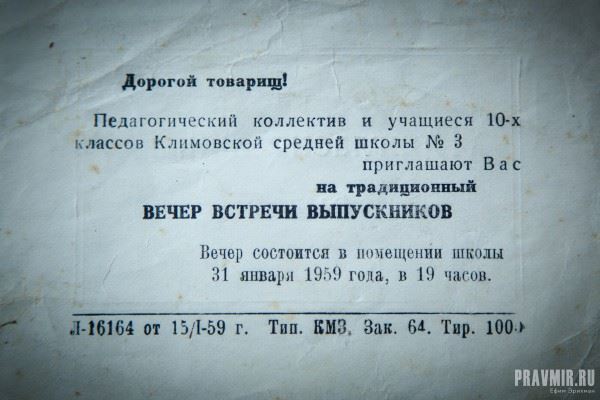 Дорогой товарищ!
Педагогический коллектив и учащиеся 10-х
классов Климовской средней школы № 3
приглашают Вас
на традиционный
ВЕЧЕР ВСТРЕЧИ ВЫПУСКНИКОВ
Вечер состоится в помещении школы
31 января 1959 года, в 19 часов.
Л-16164 от 15/I-59 г. Тип. КМЗ, Зак. 64. Тир. 100
PRAVMIR.RU
Ефим Эрихман